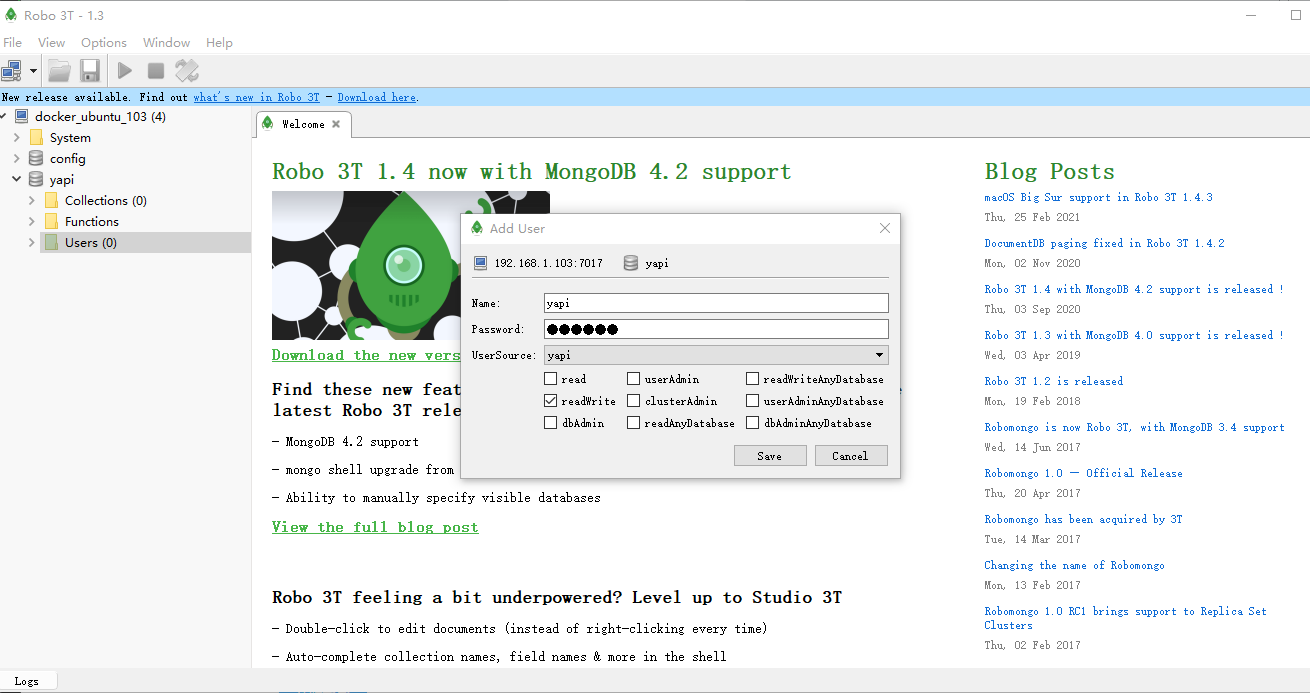 Robo 3T - 1.3
File View Options Window Help
New release available. Find out what's new in Robo 3T - Download here.
docker_ubuntu_103 (4)
System
config
yapi
Collections (0)
Functions
Users (0)
Welcome
Robo 3T 1.4 now with MongoDB 4.2 support
Download the new vers
Find these new feat
latest Robo 3T rele
- MongoDB 4.2 support
- mongo shell upgrade from
- Ability to manually specify visible databases
View the full blog post
Robo 3T feeling a bit underpowered? Level up to Studio 3T
- Double-click to edit documents (instead of right-clicking every time)
- Auto-complete collection names, field names & more in the shell
Add User
192.168.1.103:7017 yapi
Name: yapi
Password: ●●●●●●
UserSource: yapi
read userAdmin readWriteAnyDatabase
readWrite clusterAdmin userAdminAnyDatabase
dbAdmin readAnyDatabase dbAdminAnyDatabase
Save Cancel
Blog Posts
macOS Big Sur support in Robo 3T 1.4.3
Thu, 25 Feb 2021
DocumentDB paging fixed in Robo 3T 1.4.2
Mon, 02 Nov 2020
Robo 3T 1.4 with MongoDB 4.2 support is released !
Thu, 03 Sep 2020
Robo 3T 1.3 with MongoDB 4.0 support is released !
Wed, 03 Apr 2019
Robo 3T 1.2 is released
Mon, 19 Feb 2018
Robomongo is now Robo 3T, with MongoDB 3.4 support
Wed, 14 Jun 2017
Robomongo 1.0 — Official Release
Thu, 20 Apr 2017
Robomongo has been acquired by 3T
Tue, 14 Mar 2017
Changing the name of Robomongo
Mon, 13 Feb 2017
Robomongo 1.0 RC1 brings support to Replica Set
Clusters
Thu, 02 Feb 2017
Logs